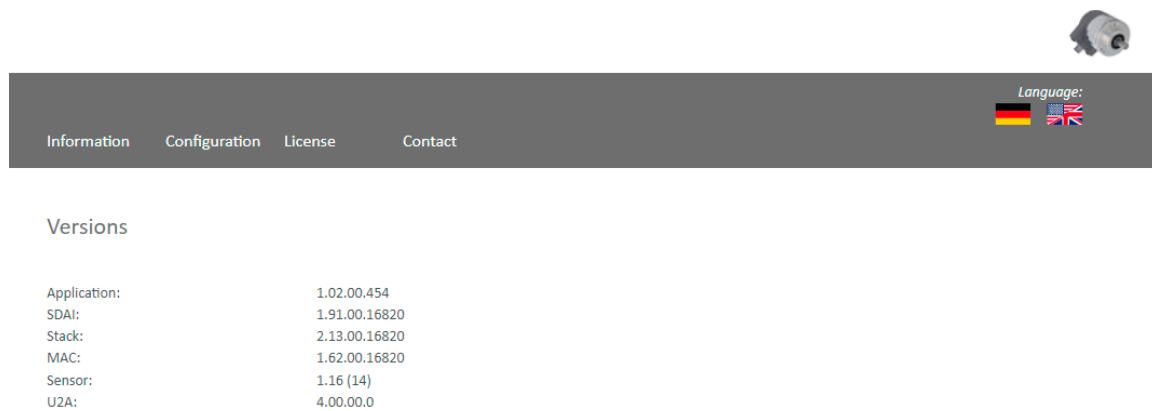 Language:
Information Configuration License Contact
Versions
Application: 1.02.00.454
SDAI: 1.91.00.16820
Stack: 2.13.00.16820
MAC: 1.62.00.16820
Sensor: 1.16 (14)
U2A: 4.00.00.0